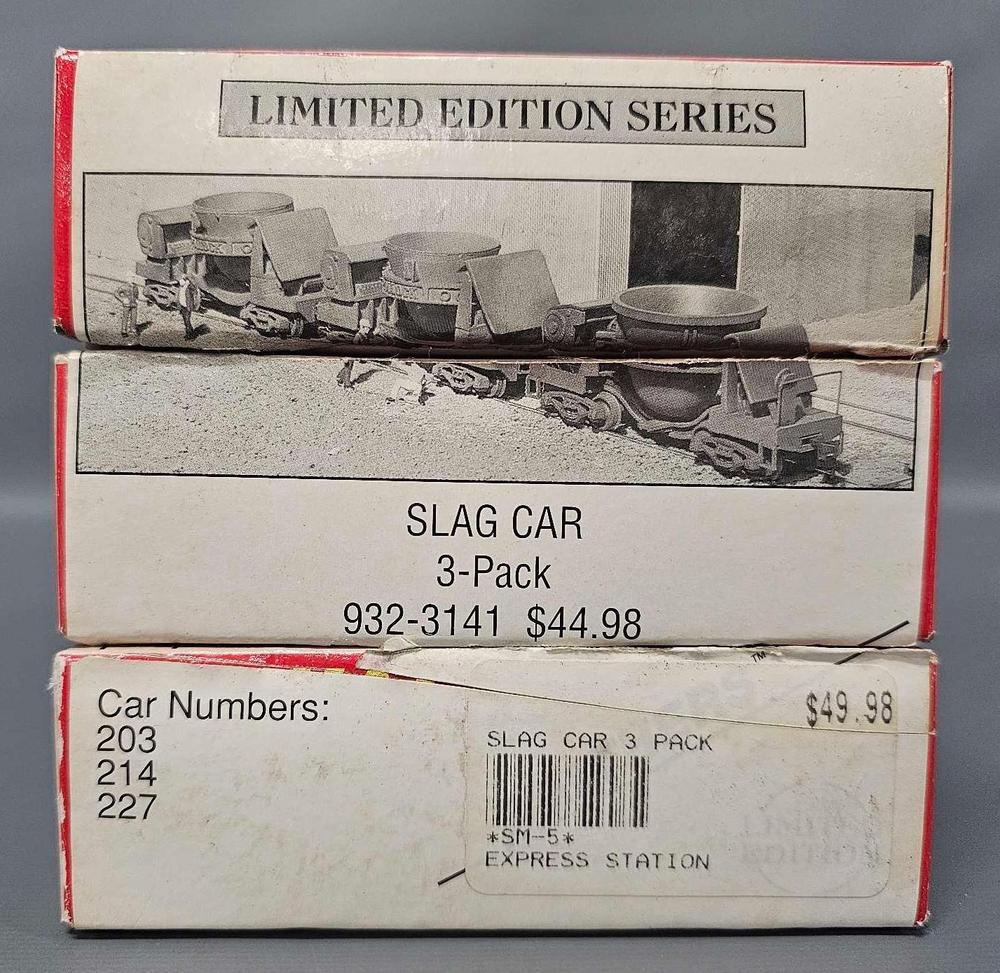 LIMITED EDITION SERIES
SLAG CAR
3-Pack
932-3141 $44.98
TM
Car Numbers:
203
214
227
$49.98
SLAG CAR 3 PACK
*SM-5*
EXPRESS STATION